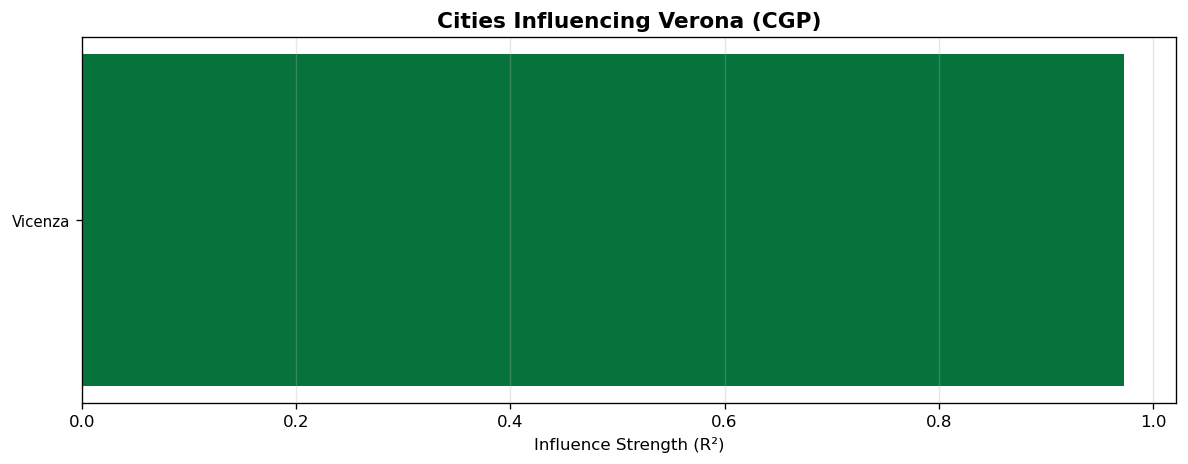 Cities Influencing Verona (CGP)
Vicenza
0.0 0.2 0.4 0.6 0.8 1.0
Influence Strength (R²)